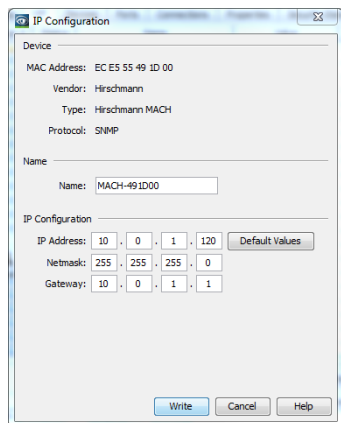 IP Configuration
Device
MAC Address: EC E5 55 49 1D 00
Vendor: Hirschmann
Type: Hirschmann MACH
Protocol: SNMP
Name
Name: MACH-491D00
IP Configuration
IP Address: 10 . 0 . 1 . 120 Default Values
Netmask: 255 . 255 . 255 . 0
Gateway: 10 . 0 . 1 . 1
Write Cancel Help